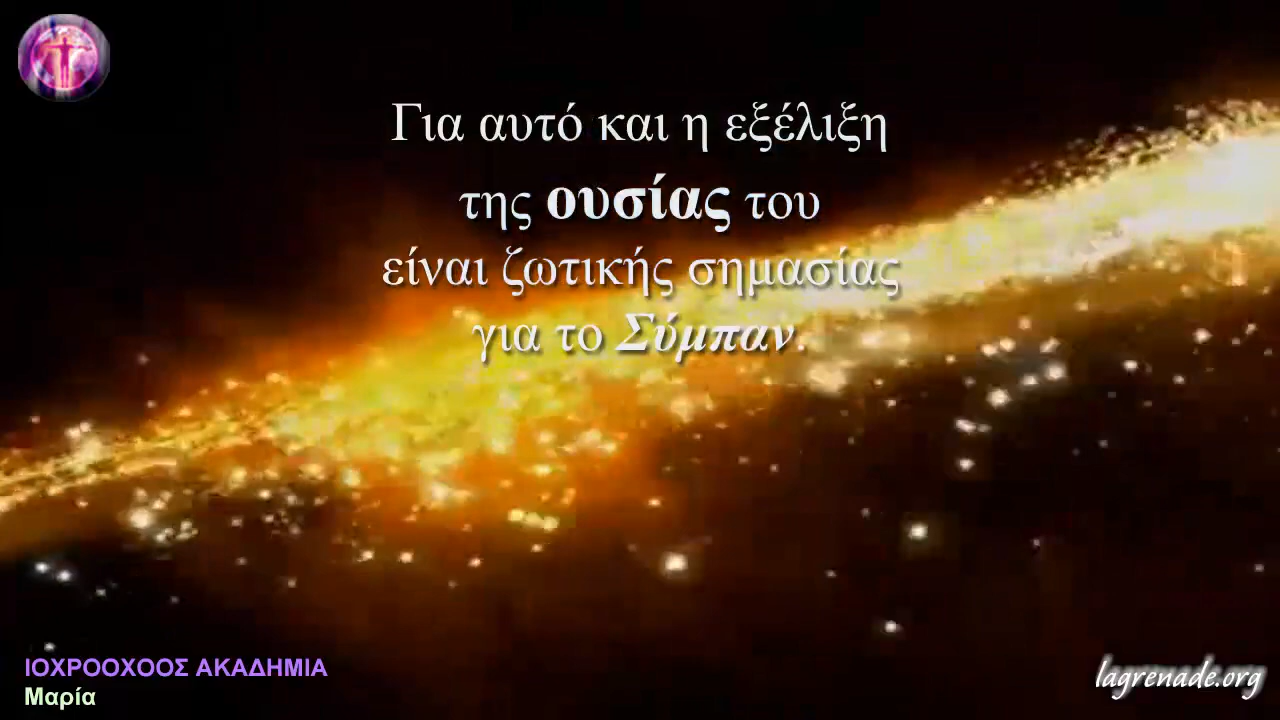 Για αυτό και η εξέλιξη
της ουσίας του
είναι ζωτικής σημασίας
για το Σύμπαν.
ΙΟΧΡΟΟΧΟΟΣ ΑΚΑΔΗΜΙΑ
Μαρία
lagrenade.org